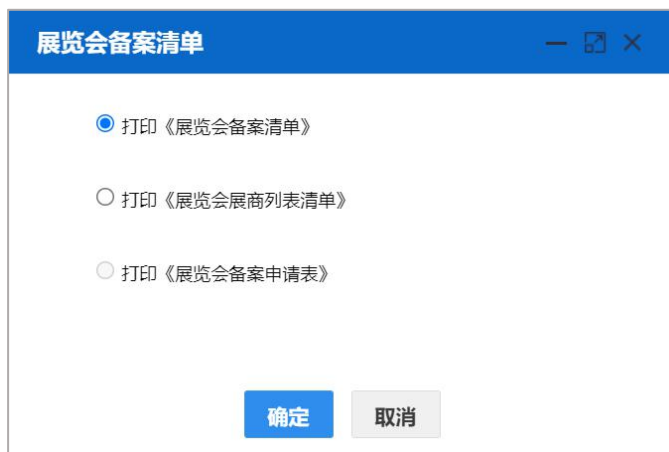 展览会备案清单
打印《展览会备案清单》
打印《展览会展商列表清单》
打印《展览会备案申请表》
确定 取消